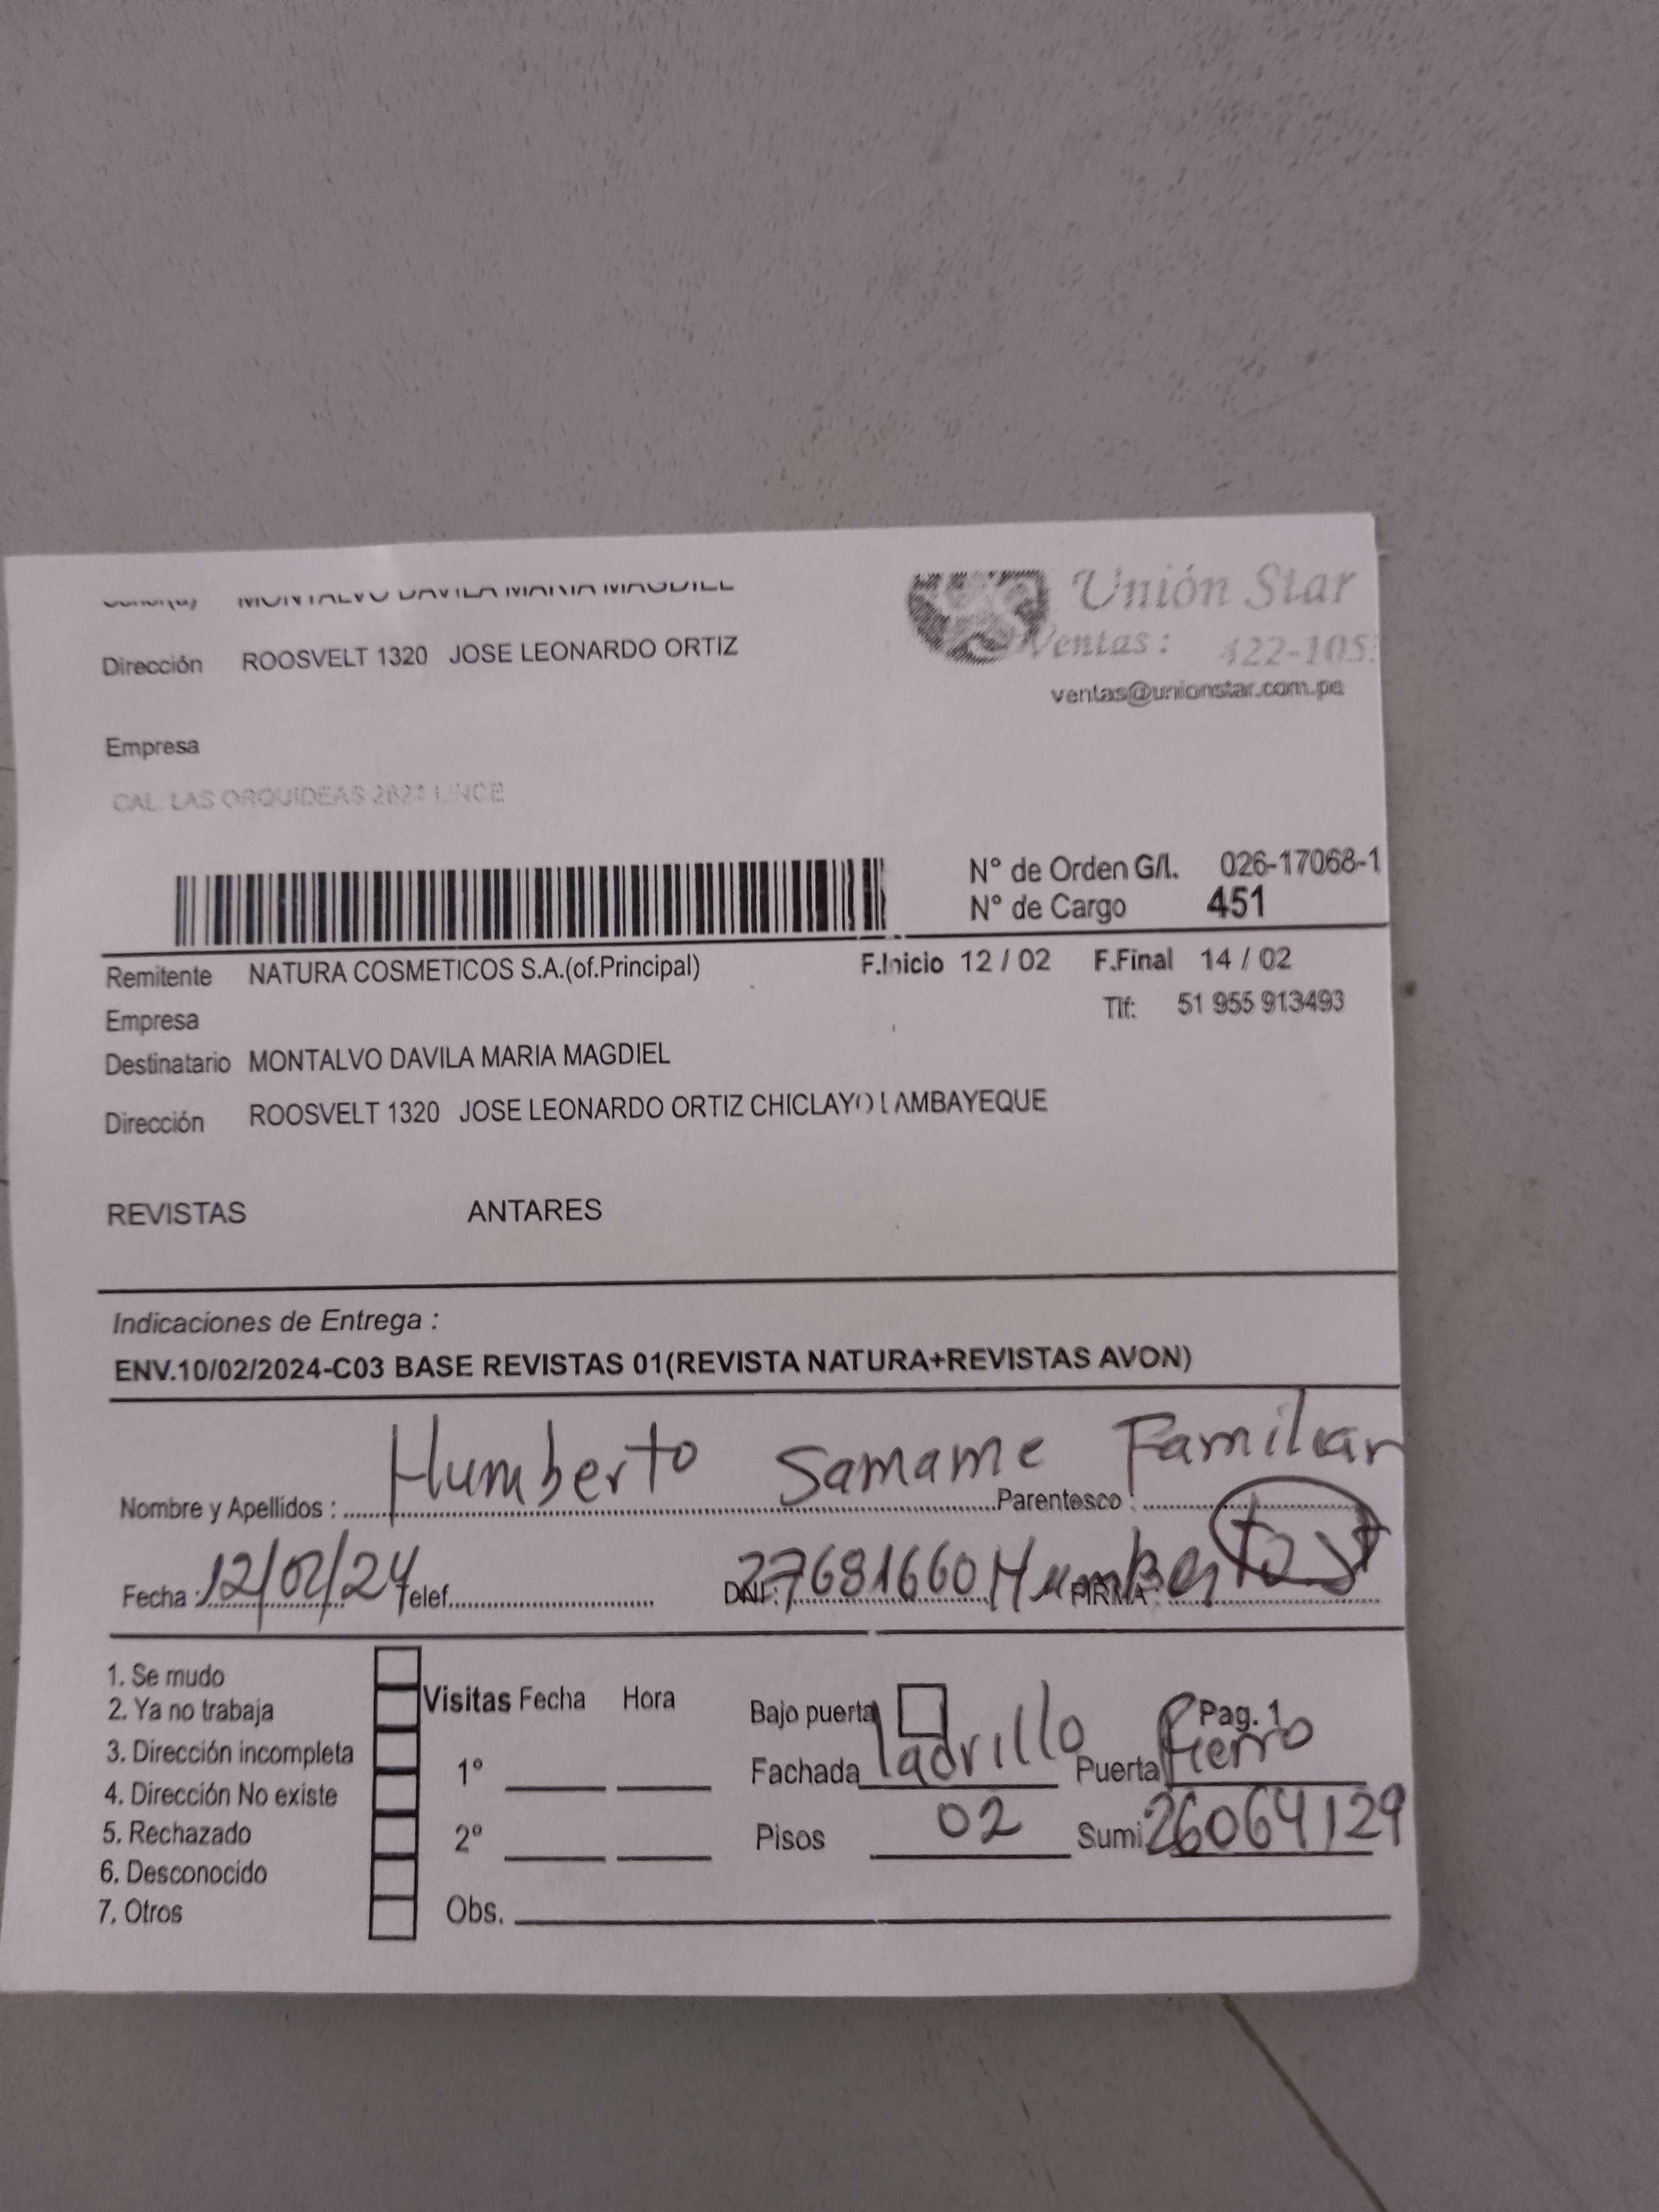 MONTALVO DAVILA MARIA MAGDIEL
Dirección ROOSVELT 1320 JOSE LEONARDO ORTIZ
Unión Star
Ventas: 422-105
ventas@unionstar.com.pe
Empresa
CAL. LAS ORQUIDEAS LINCE
N° de Orden G/I. 026-17068-1
N° de Cargo 451
Remitente NATURA COSMETICOS S.A.(of.Principal) F.Inicio 12 / 02 F.Final 14 / 02
Empresa Tlf: 51 955 913493
Destinatario MONTALVO DAVILA MARIA MAGDIEL
Dirección ROOSVELT 1320 JOSE LEONARDO ORTIZ CHICLAYO LAMBAYEQUE
REVISTAS ANTARES
Indicaciones de Entrega :
ENV.10/02/2024-C03 BASE REVISTAS 01(REVISTA NATURA+REVISTAS AVON)
Nombre y Apellidos : Humberto Samame Parentesco : Familiar
Fecha : 12/02/24 Telef. DNI : 27681660 FIRMA : Humberto
1. Se mudo
2. Ya no trabaja
3. Dirección incompleta
4. Dirección No existe
5. Rechazado
6. Desconocido
7. Otros
Visitas Fecha Hora
1°
2°
Obs.
Bajo puerta Pag. 1
Fachada ladrillo Puerta fierro
Pisos 02 Sumi 26064129